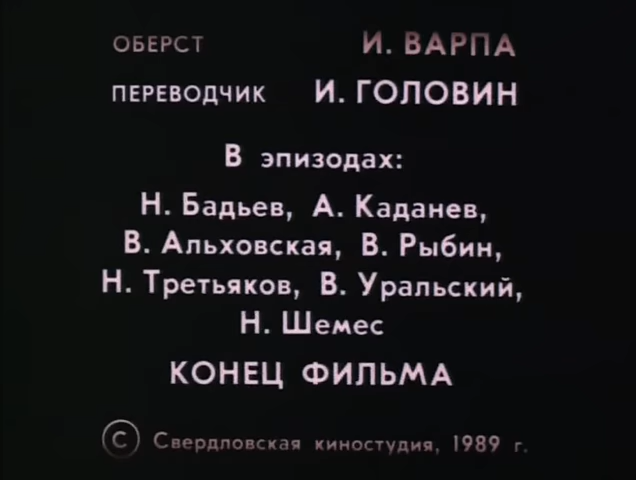 ОБЕРСТ И. ВАРПА
ПЕРЕВОДЧИК И. ГОЛОВИН
В эпизодах:
Н. Бадьев, А. Каданев,
В. Альховская, В. Рыбин,
Н. Третьяков, В. Уральский,
Н. Шемес
КОНЕЦ ФИЛЬМА
© Свердловская киностудия, 1989 г.